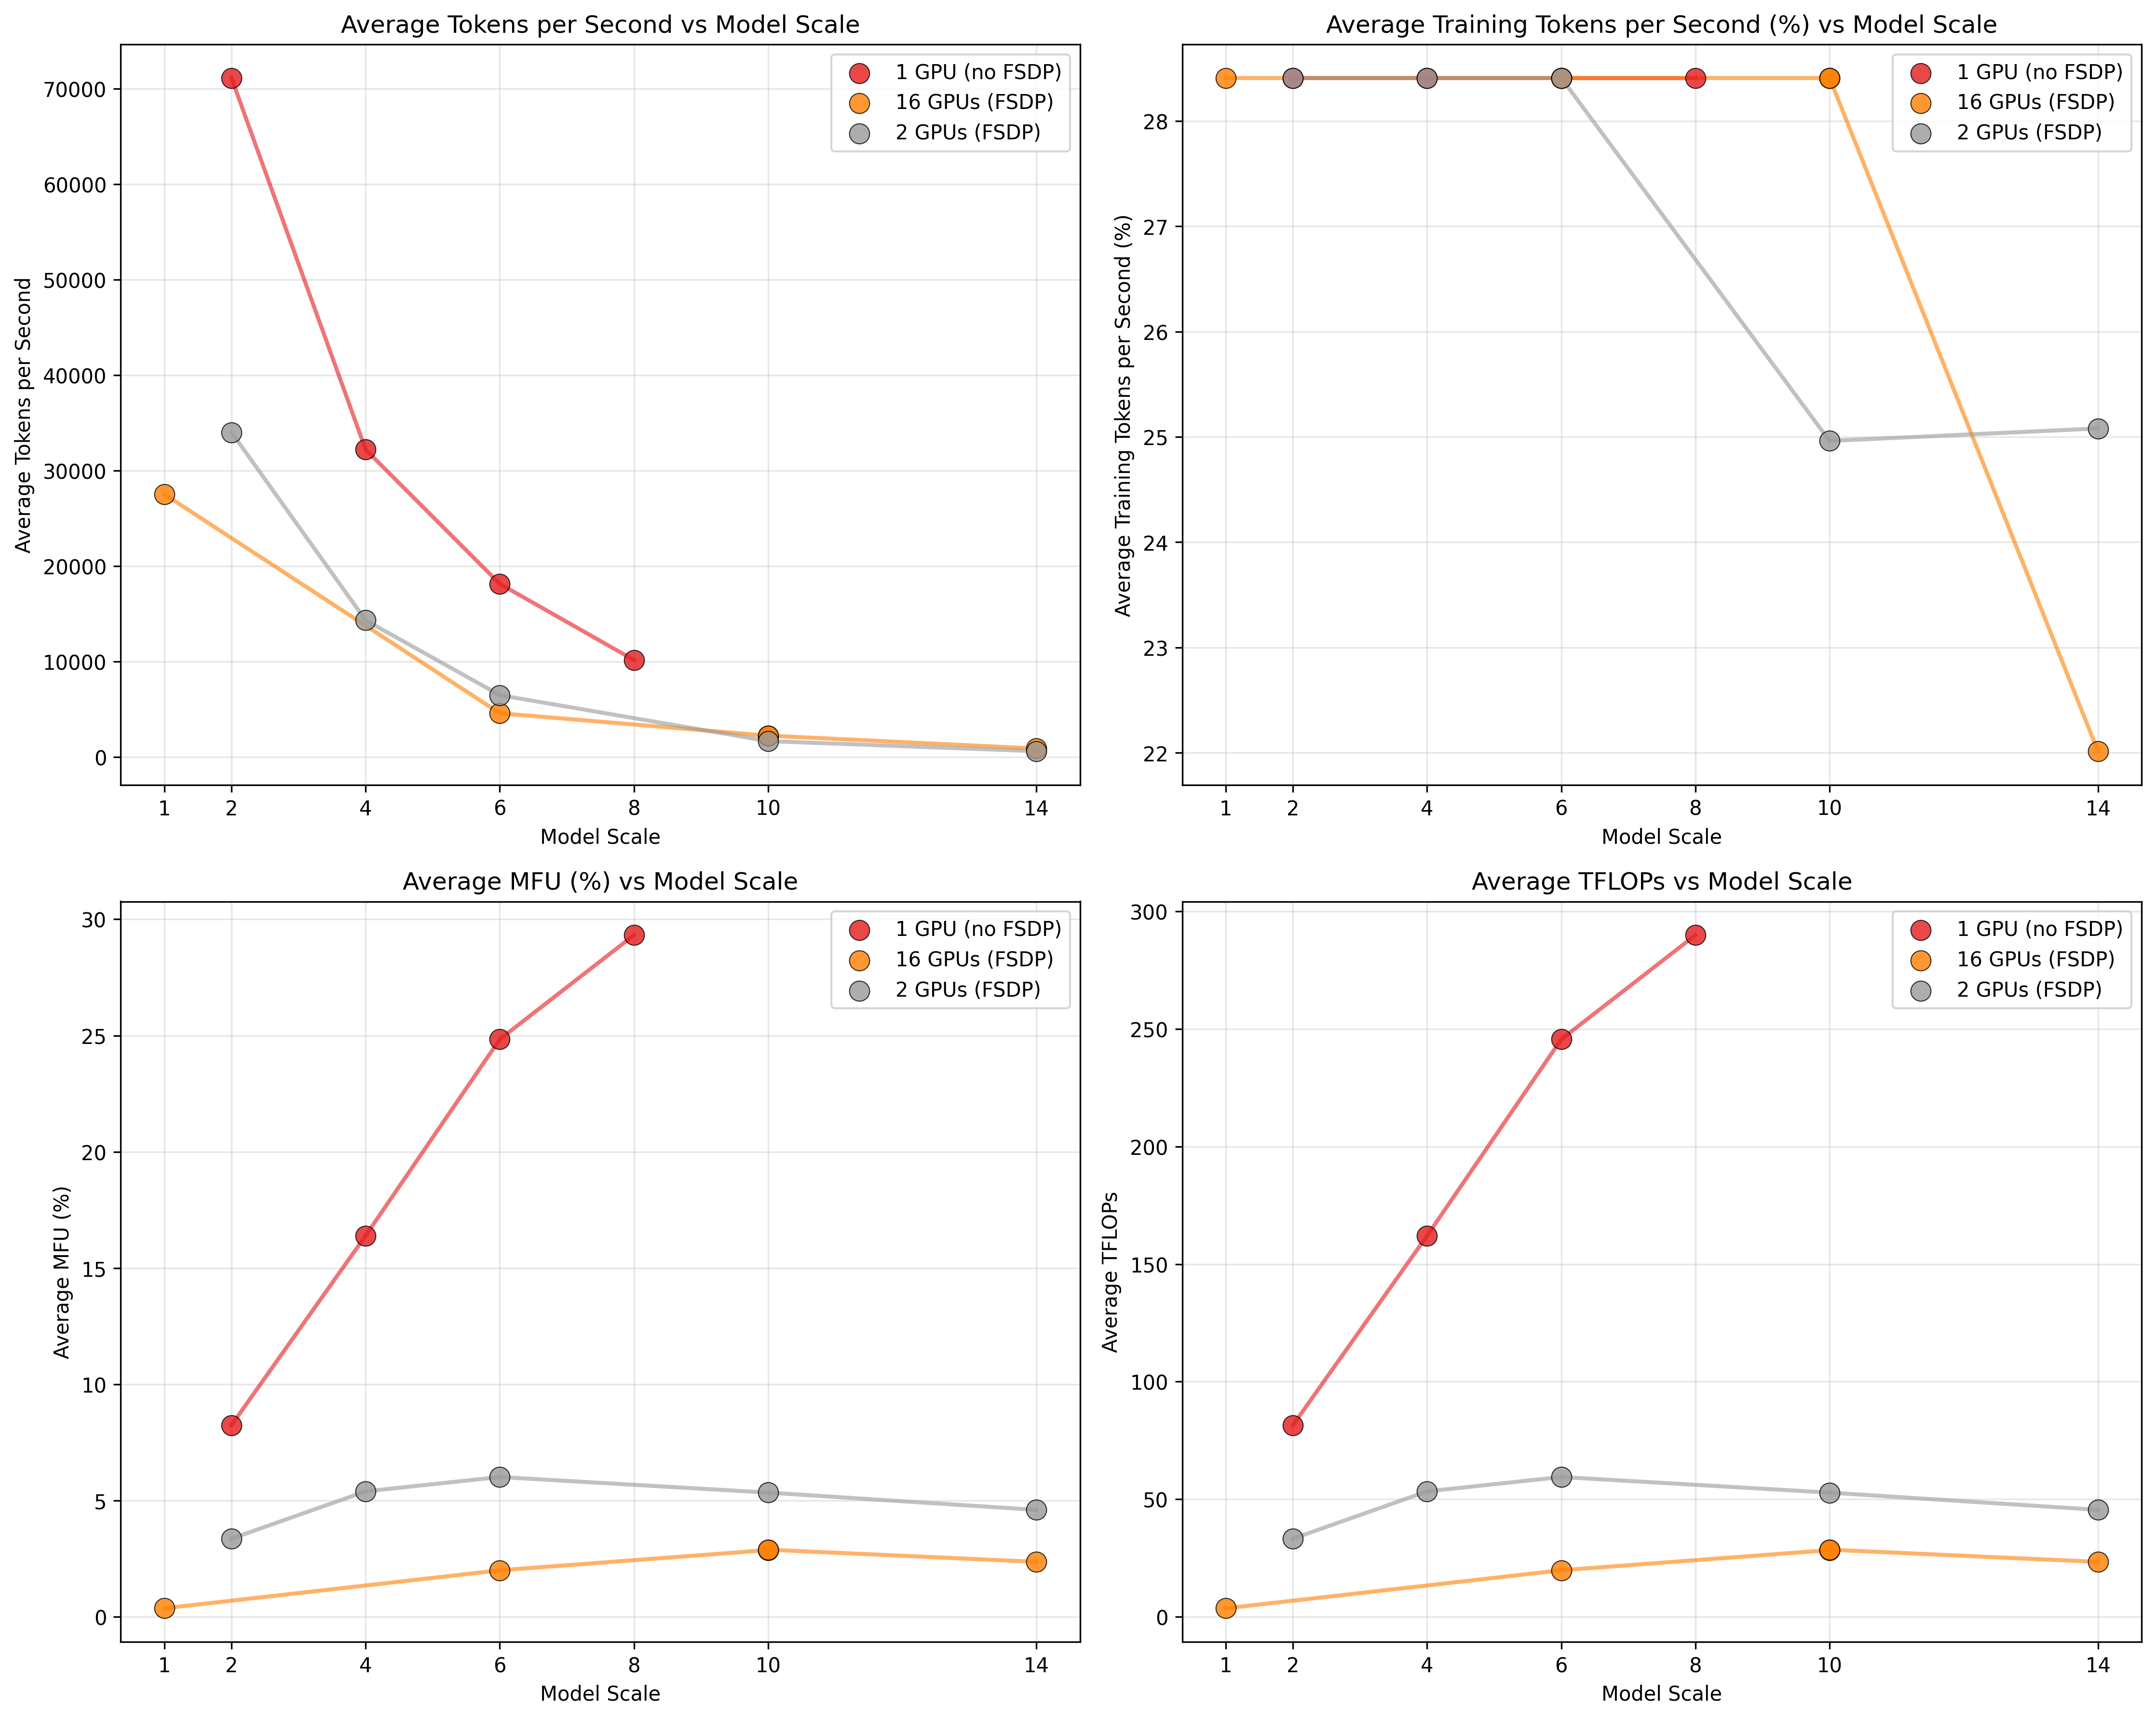 Average Tokens per Second vs Model Scale
Average Tokens per Second
70000
60000
50000
40000
30000
20000
10000
0
1 2 4 6 8 10 14
Model Scale
1 GPU (no FSDP)
16 GPUs (FSDP)
2 GPUs (FSDP)
Average Training Tokens per Second (%) vs Model Scale
Average Training Tokens per Second (%)
28
27
26
25
24
23
22
1 2 4 6 8 10 14
Model Scale
1 GPU (no FSDP)
16 GPUs (FSDP)
2 GPUs (FSDP)
Average MFU (%) vs Model Scale
Average MFU (%)
30
25
20
15
10
5
0
1 2 4 6 8 10 14
Model Scale
1 GPU (no FSDP)
16 GPUs (FSDP)
2 GPUs (FSDP)
Average TFLOPs vs Model Scale
Average TFLOPs
300
250
200
150
100
50
0
1 2 4 6 8 10 14
Model Scale
1 GPU (no FSDP)
16 GPUs (FSDP)
2 GPUs (FSDP)